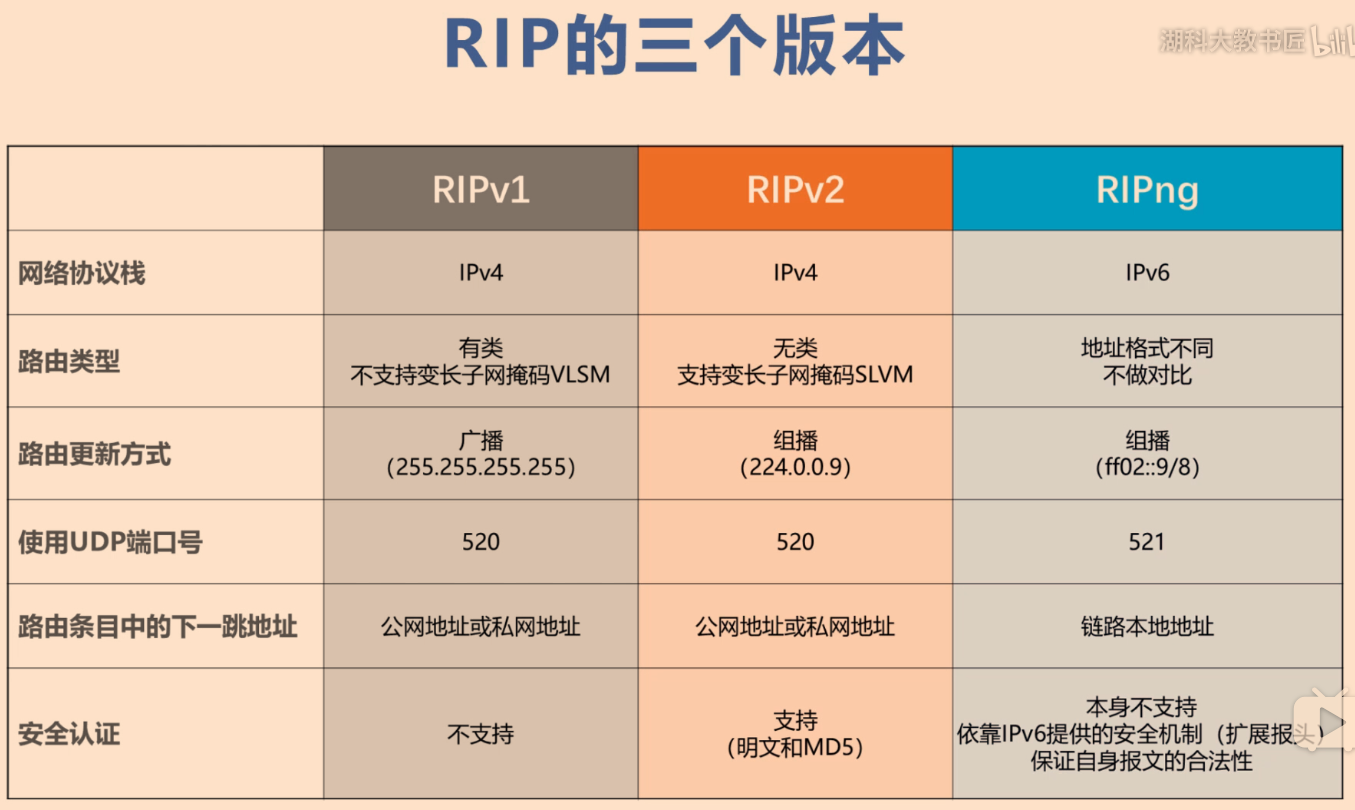 RIP的三个版本
湖科大教书匠 bilibili
RIPv1 RIPv2 RIPng
网络协议栈 IPv4 IPv4 IPv6
路由类型 有类 无类 地址格式不同
不支持变长子网掩码VLSM 支持变长子网掩码SLVM 不做对比
路由更新方式 广播 组播 组播
（255.255.255.255） （224.0.0.9） （ff02::9/8）
使用UDP端口号 520 520 521
路由条目中的下一跳地址 公网地址或私网地址 公网地址或私网地址 链路本地地址
安全认证 不支持 支持 本身不支持
（明文和MD5） 依靠IPv6提供的安全机制（扩展报头）
保证自身报文的合法性